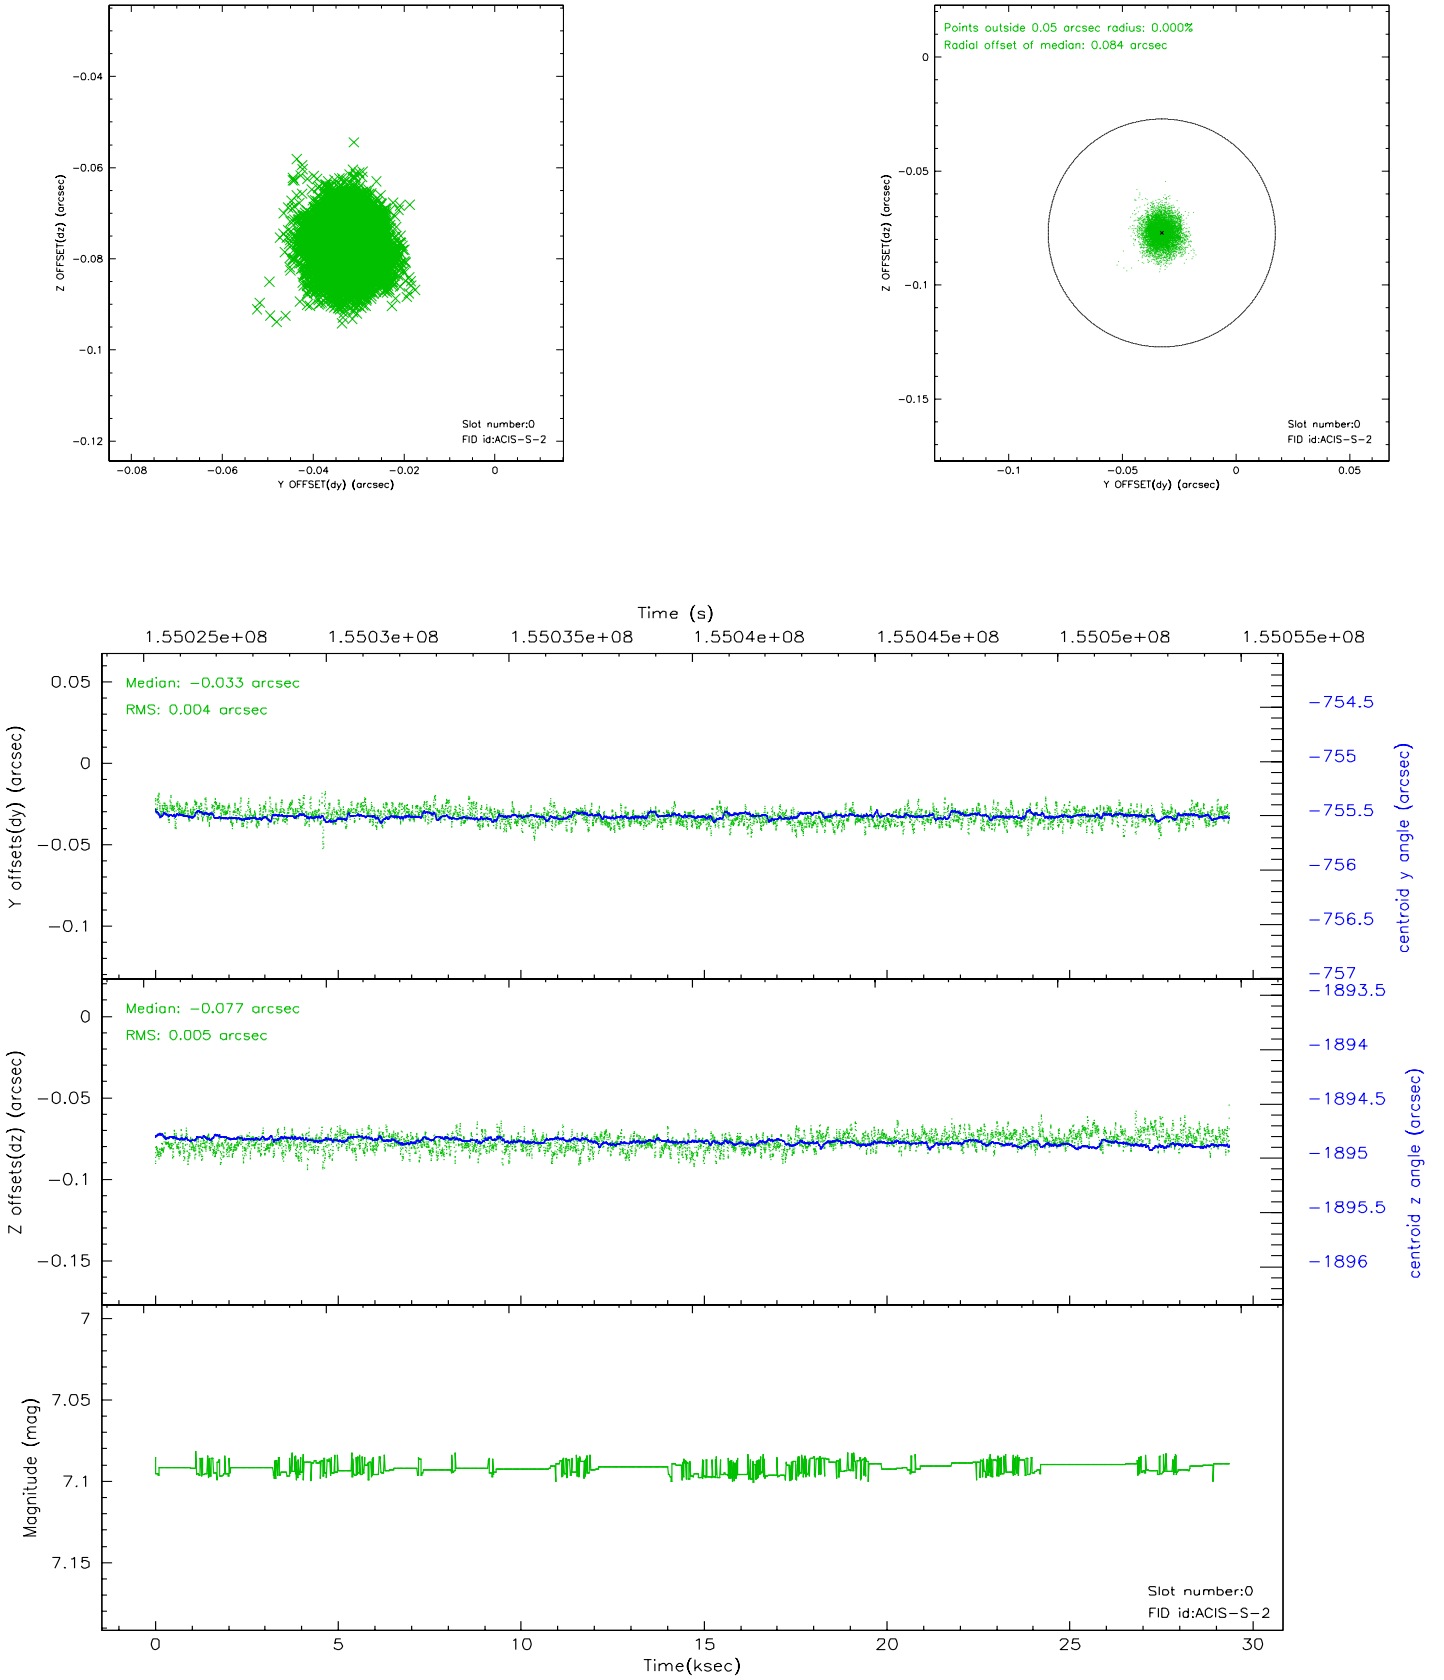 −0.04
−0.06
−0.08
−0.1
−0.12
Z OFFSET(dz) (arcsec)
Slot number:0
FID id:ACIS−S−2
−0.08 −0.06 −0.04 −0.02 0
Y OFFSET(dy) (arcsec)
Points outside 0.05 arcsec radius: 0.000%
Radial offset of median: 0.084 arcsec
0
−0.05
−0.1
−0.15
Z OFFSET(dz) (arcsec)
Slot number:0
FID id:ACIS−S−2
−0.1 −0.05 0 0.05
Y OFFSET(dy) (arcsec)
Time (s)
1.55025e+08 1.5503e+08 1.55035e+08 1.5504e+08 1.55045e+08 1.5505e+08 1.55055e+08
Median: −0.033 arcsec
RMS: 0.004 arcsec
0.05
0
−0.05
−0.1
Y offsets(dy) (arcsec)
−754.5
−755
−755.5
−756
−756.5
−757
centroid y angle (arcsec)
Median: −0.077 arcsec
RMS: 0.005 arcsec
0
−0.05
−0.1
−0.15
Z offsets(dz) (arcsec)
−1893.5
−1894
−1894.5
−1895
−1895.5
−1896
centroid z angle (arcsec)
7
7.05
7.1
7.15
Magnitude (mag)
Slot number:0
FID id:ACIS−S−2
0 5 10 15 20 25 30
Time(ksec)